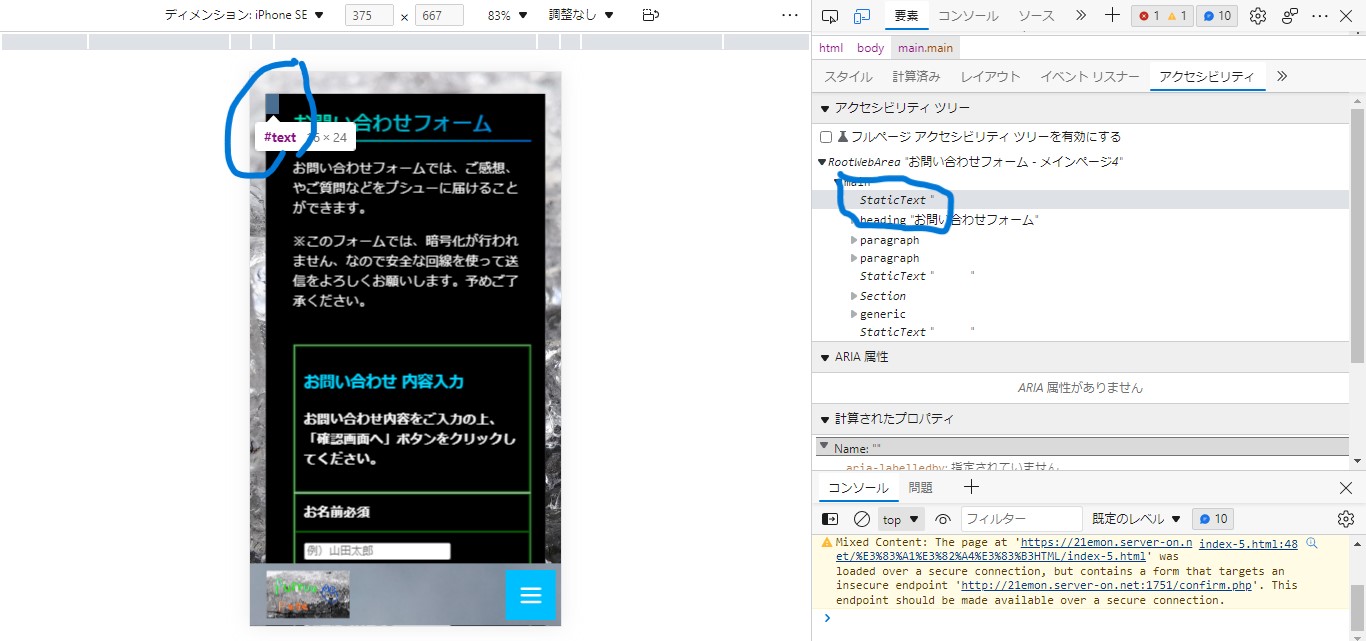 ディメンション: iPhone SE ▼ 375 × 667 83% ▼ 調整なし ▼ ···
#text 16 × 24
お問い合わせフォーム
お問い合わせフォームでは、ご感想、
やご質問などをブシューに届けること
ができます。
※このフォームでは、暗号化が行われ
ません、なので安全な回線を使って送
信をよろしくお願いします。予めご了
承ください。
お問い合わせ 内容入力
お問い合わせ内容をご入力の上、
「確認画面へ」ボタンをクリックし
てください。
お名前必須
例）山田太郎
要素 コンソール ソース 1 1 10
html body main.main
スタイル 計算済み レイアウト イベント リスナー アクセシビリティ
▼ アクセシビリティ ツリー
フルページ アクセシビリティ ツリーを有効にする
▼RootWebArea "お問い合わせフォーム - メインページ4"
▼main
StaticText "
heading "お問い合わせフォーム"
paragraph
paragraph
StaticText " "
Section
generic
StaticText " "
▼ ARIA 属性
ARIA 属性がありません
▼ 計算されたプロパティ
▼ Name: ""
aria-labelledby: 指定されていません
コンソール 問題
top ▼ フィルター 既定のレベル ▼ 10
Mixed Content: The page at 'https://21emon.server-on.n index-5.html:48
et/%E3%83%A1%E3%82%A4%E3%83%B3HTML/index-5.html' was
loaded over a secure connection, but contains a form that targets an
insecure endpoint 'http://21emon.server-on.net:1751/confirm.php'. This
endpoint should be made available over a secure connection.